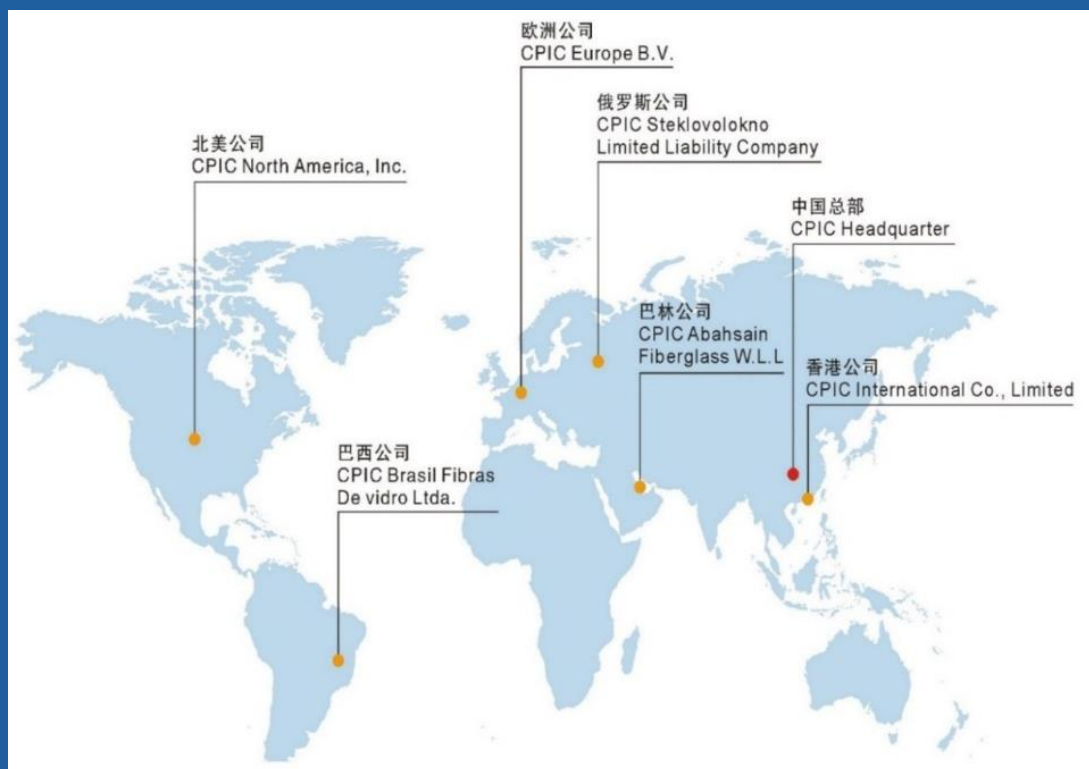 欧洲公司
CPIC Europe B.V.
俄罗斯公司
CPIC Steklovolokno
Limited Liability Company
北美公司
CPIC North America, Inc.
中国总部
CPIC Headquarter
巴林公司
CPIC Abahsain
Fiberglass W.L.L
香港公司
CPIC International Co., Limited
巴西公司
CPIC Brasil Fibras
De vidro Ltda.